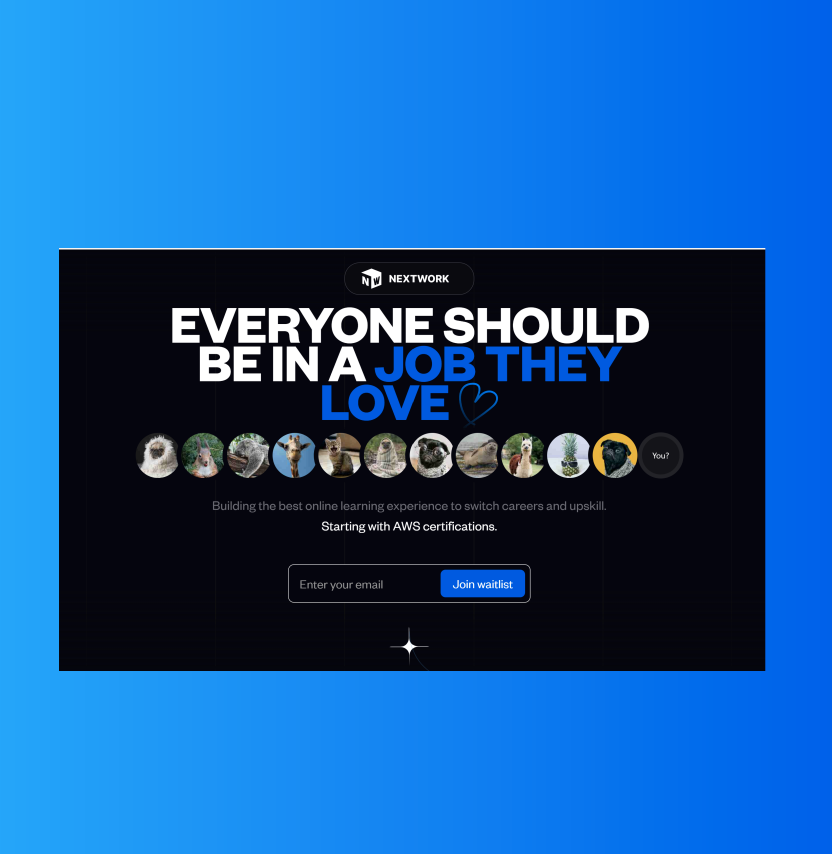 NW NEXTWORK
EVERYONE SHOULD
BE IN A JOB THEY
LOVE
You?
Building the best online learning experience to switch careers and upskill.
Starting with AWS certifications.
Enter your email Join waitlist